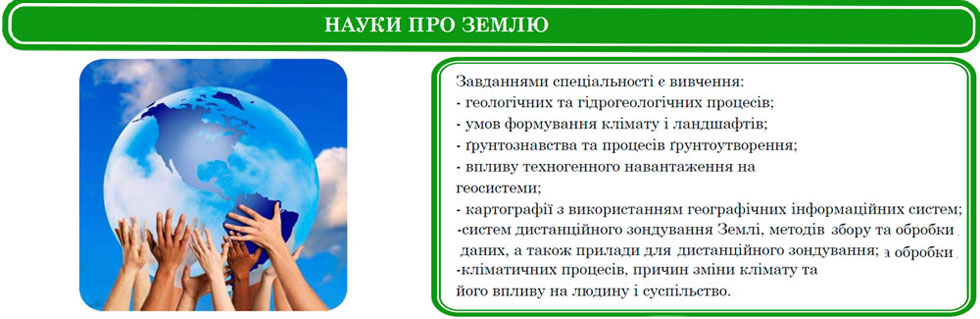 НАУКИ ПРО ЗЕМЛЮ
Завданнями спеціальності є вивчення:
- геологічних та гідрогеологічних процесів;
- умов формування клімату і ландшафтів;
- ґрунтознавства та процесів ґрунтоутворення;
- впливу техногенного навантаження на
геосистеми;
- картографії з використанням географічних інформаційних систем;
-систем дистанційного зондування Землі, методів збору та обробки
даних, а також прилади для дистанційного зондування; а обробки
-кліматичних процесів, причин зміни клімату та
його впливу на людину і суспільство.